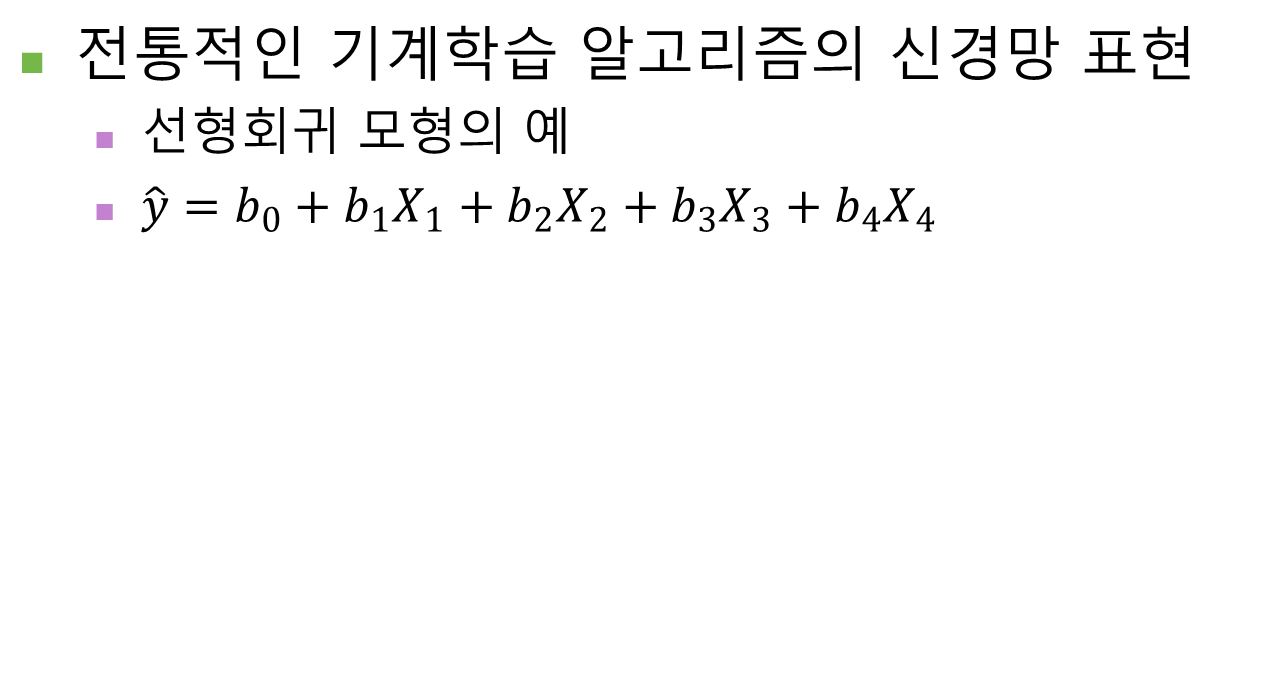 전통적인 기계학습 알고리즘의 신경망 표현
선형회귀 모형의 예
ŷ = b₀ + b₁X₁ + b₂X₂ + b₃X₃ + b₄X₄